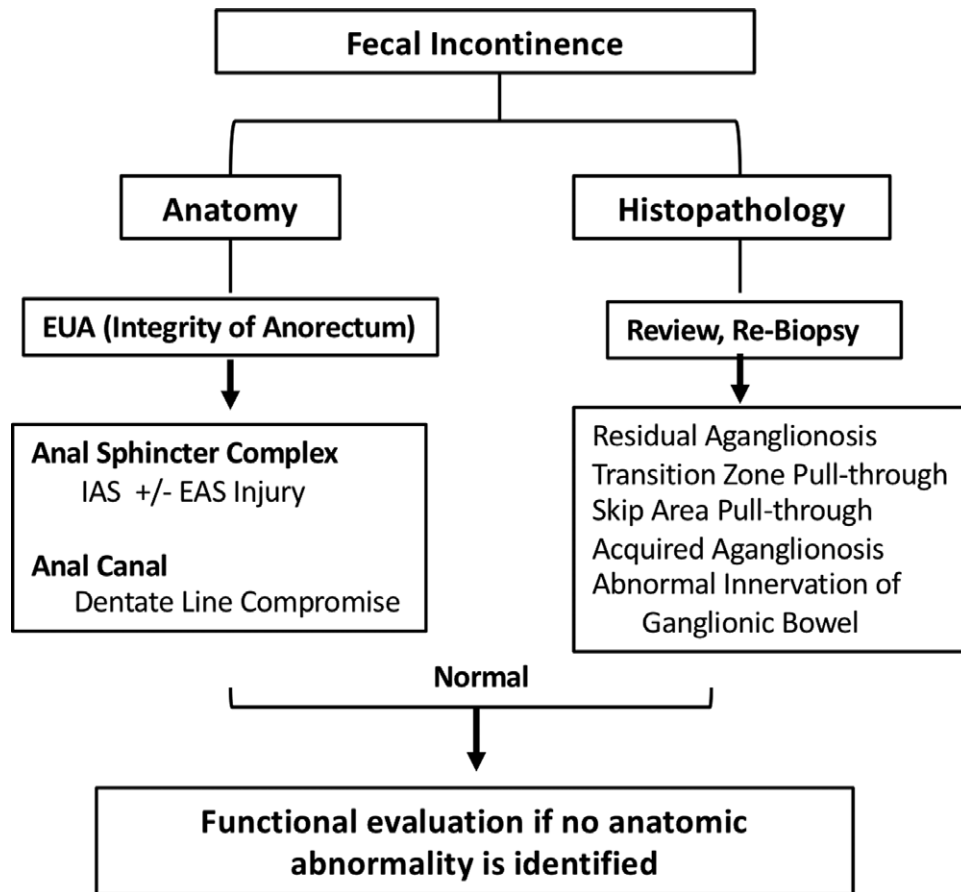 Fecal Incontinence
Anatomy
Histopathology
EUA (Integrity of Anorectum)
Review, Re-Biopsy
Anal Sphincter Complex
IAS +/- EAS Injury
Anal Canal
Dentate Line Compromise
Residual Aganglionosis
Transition Zone Pull-through
Skip Area Pull-through
Acquired Aganglionosis
Abnormal Innervation of
Ganglionic Bowel
Normal
Functional evaluation if no anatomic
abnormality is identified